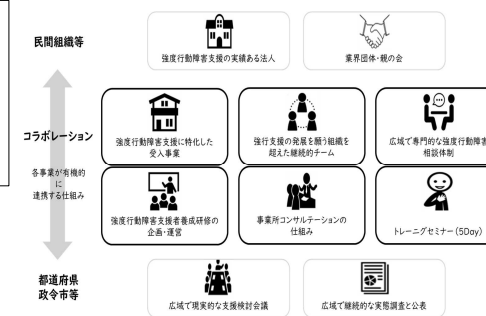 民間組織等
強度行動障害支援の実績ある法人
業界団体・親の会
コラボレーション
各事業が有機的
に
連携する仕組み
強度行動障害支援に特化した
受入事業
強行支援の発展を願う組織を
超えた継続的チーム
広域で専門的な強度行動障害
相談体制
強度行動障害支援者養成研修の
企画・運営
事業所コンサルテーションの
仕組み
トレーニグセミナー(5Day)
都道府県
政令市等
広域で現実的な支援検討会議
広域で継続的な実態調査と公表